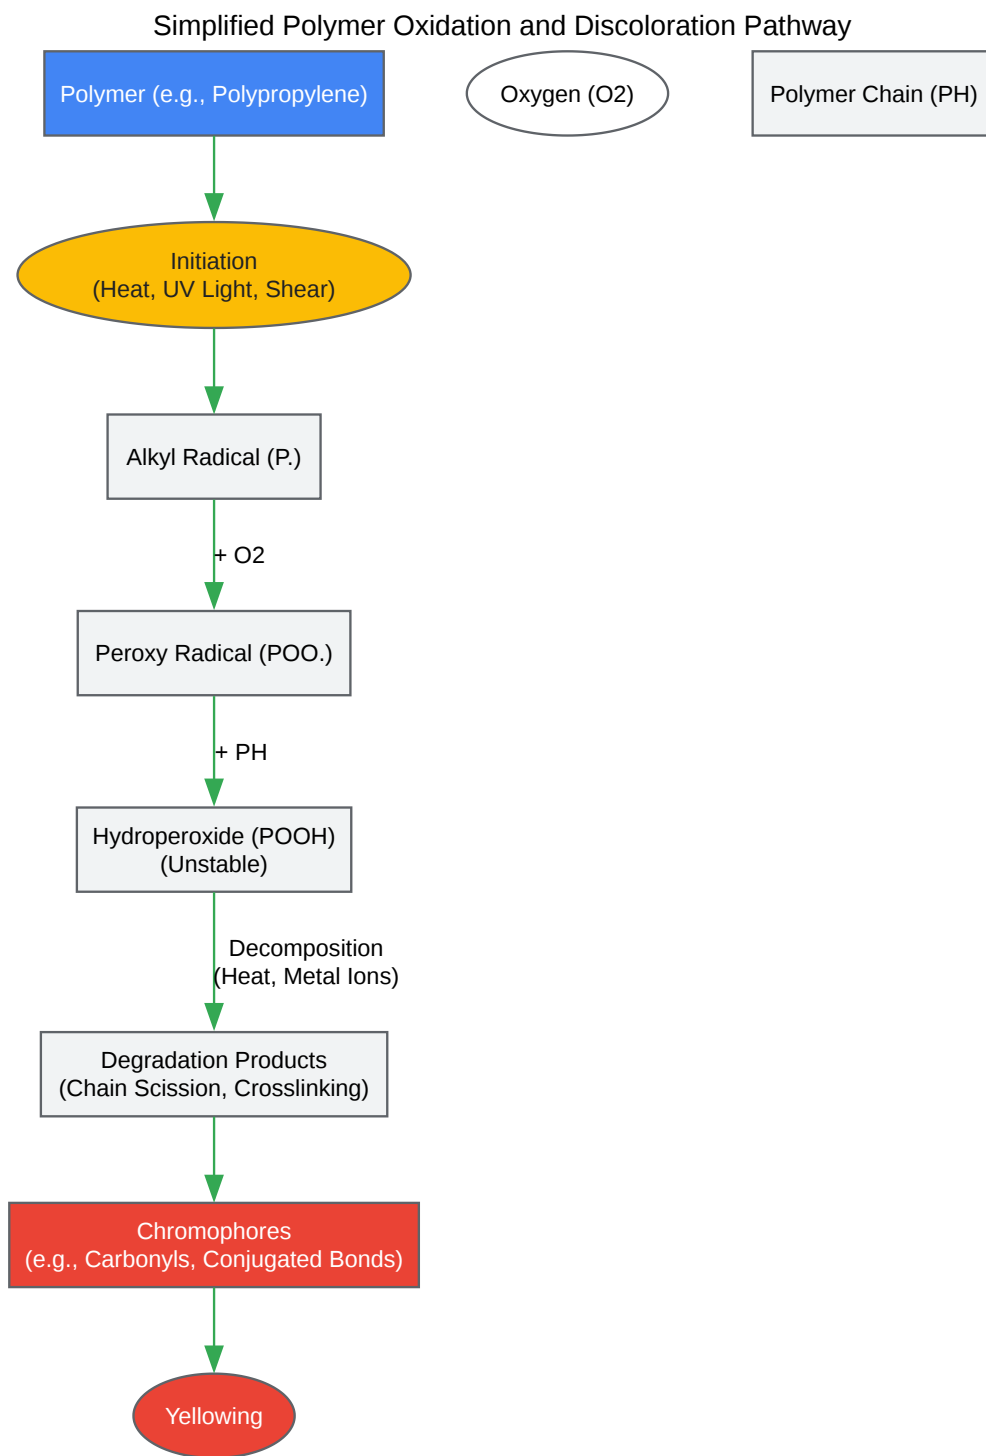 Simplified Polymer Oxidation and Discoloration Pathway
Polymer (e.g., Polypropylene)
Oxygen (O2)
Polymer Chain (PH)
Initiation
(Heat, UV Light, Shear)
Alkyl Radical (P.)
+ O2
Peroxy Radical (POO.)
+ PH
Hydroperoxide (POOH)
(Unstable)
Decomposition
(Heat, Metal Ions)
Degradation Products
(Chain Scission, Crosslinking)
Chromophores
(e.g., Carbonyls, Conjugated Bonds)
Yellowing